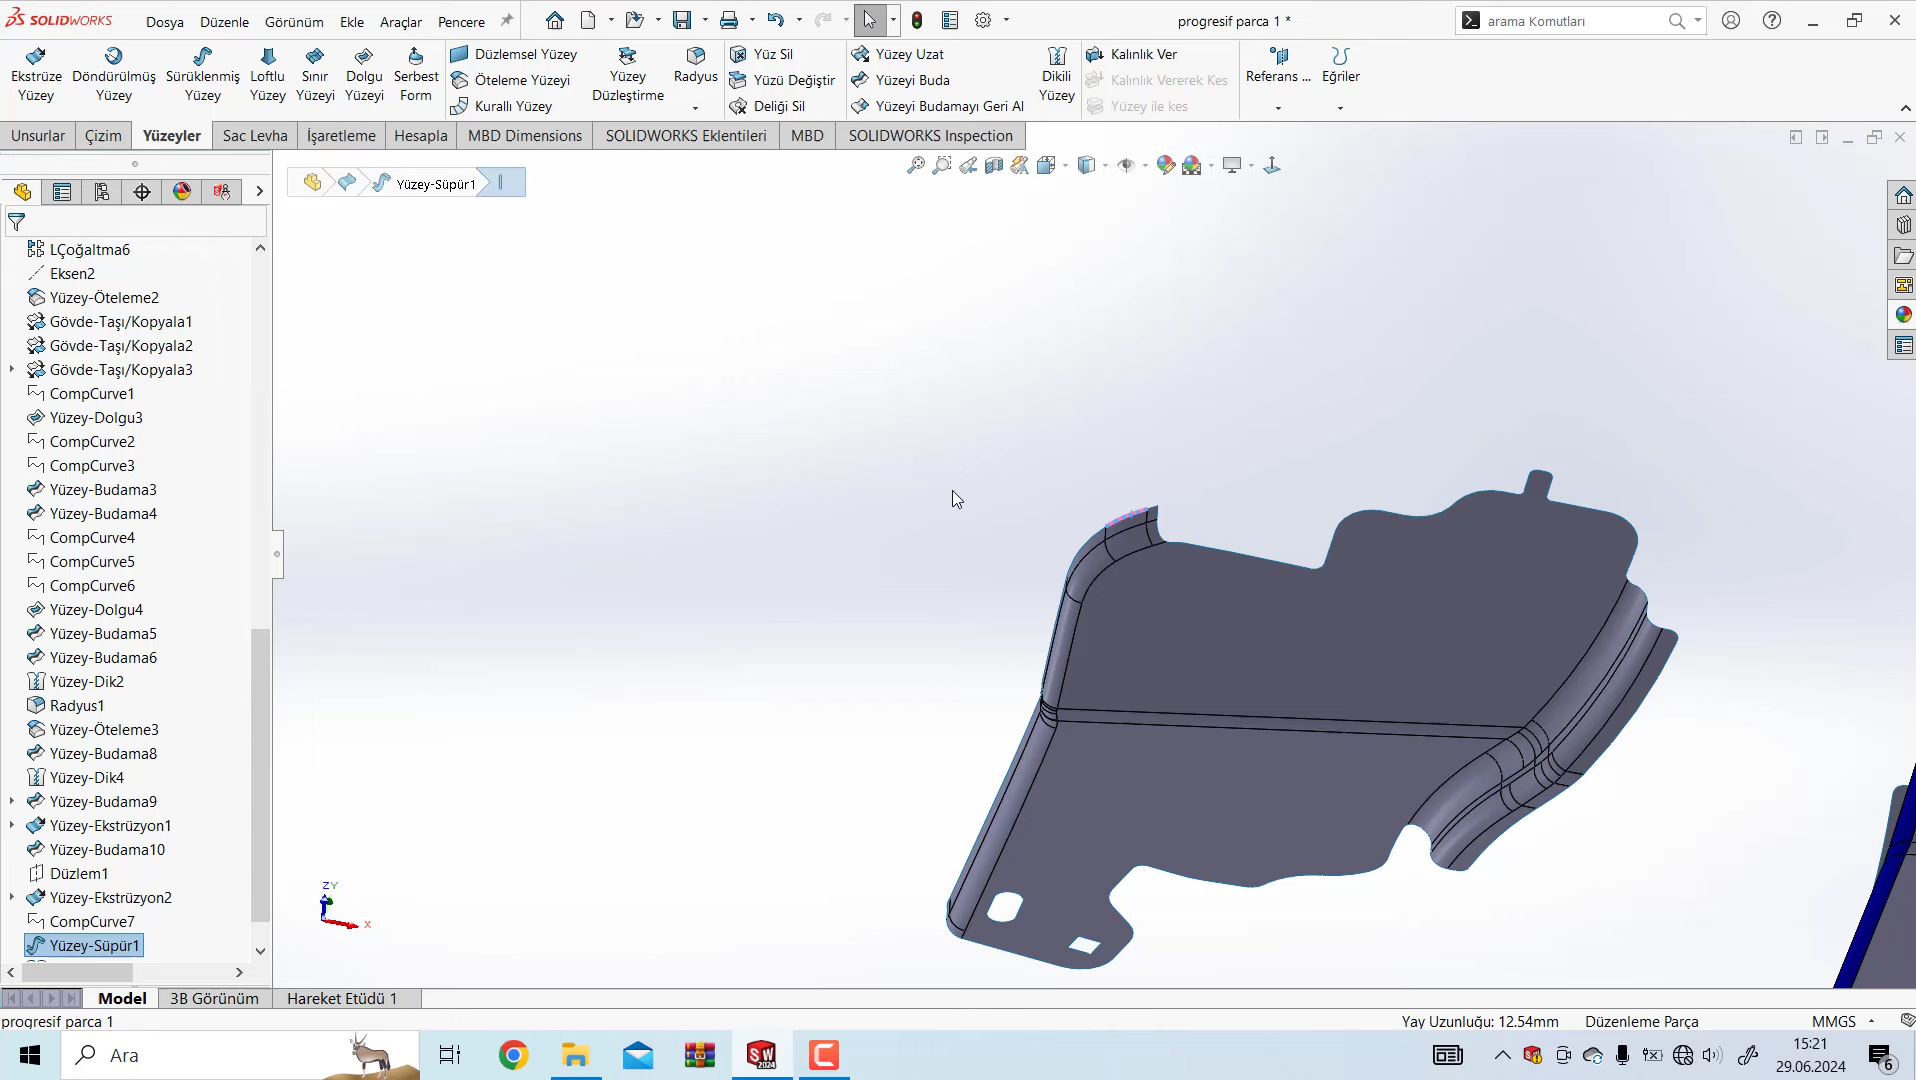 SOLIDWORKS
Dosya
Düzenle
Görünüm
Ekle
Araçlar
Pencere
progresif parca 1 *
arama Komutları
Ekstrüze Yüzey
Döndürülmüş Yüzey
Sürüklenmiş Yüzey
Loftlu Yüzey
Sınır Yüzeyi
Dolgu Yüzeyi
Serbest Form
Düzlemsel Yüzey
Öteleme Yüzeyi
Kurallı Yüzey
Yüzey Düzleştirme
Radyus
Yüz Sil
Yüzü Değiştir
Deliği Sil
Yüzey Uzat
Yüzeyi Buda
Yüzeyi Budamayı Geri Al
Dikili Yüzey
Kalınlık Ver
Kalınlık Vererek Kes
Yüzey ile kes
Referans ...
Eğriler
Unsurlar
Çizim
Yüzeyler
Sac Levha
İşaretleme
Hesapla
MBD Dimensions
SOLIDWORKS Eklentileri
MBD
SOLIDWORKS Inspection
Yüzey-Süpür1
LÇoğaltma6
Eksen2
Yüzey-Öteleme2
Gövde-Taşı/Kopyala1
Gövde-Taşı/Kopyala2
Gövde-Taşı/Kopyala3
CompCurve1
Yüzey-Dolgu3
CompCurve2
CompCurve3
Yüzey-Budama3
Yüzey-Budama4
CompCurve4
CompCurve5
CompCurve6
Yüzey-Dolgu4
Yüzey-Budama5
Yüzey-Budama6
Yüzey-Dik2
Radyus1
Yüzey-Öteleme3
Yüzey-Budama8
Yüzey-Dik4
Yüzey-Budama9
Yüzey-Ekstrüzyon1
Yüzey-Budama10
Düzlem1
Yüzey-Ekstrüzyon2
CompCurve7
Yüzey-Süpür1
Z Y
X
Model
3B Görünüm
Hareket Etüdü 1
progresif parca 1
Yay Uzunluğu: 12.54mm
Düzenleme Parça
MMGS
Ara
SW
2024
15:21
29.06.2024
6